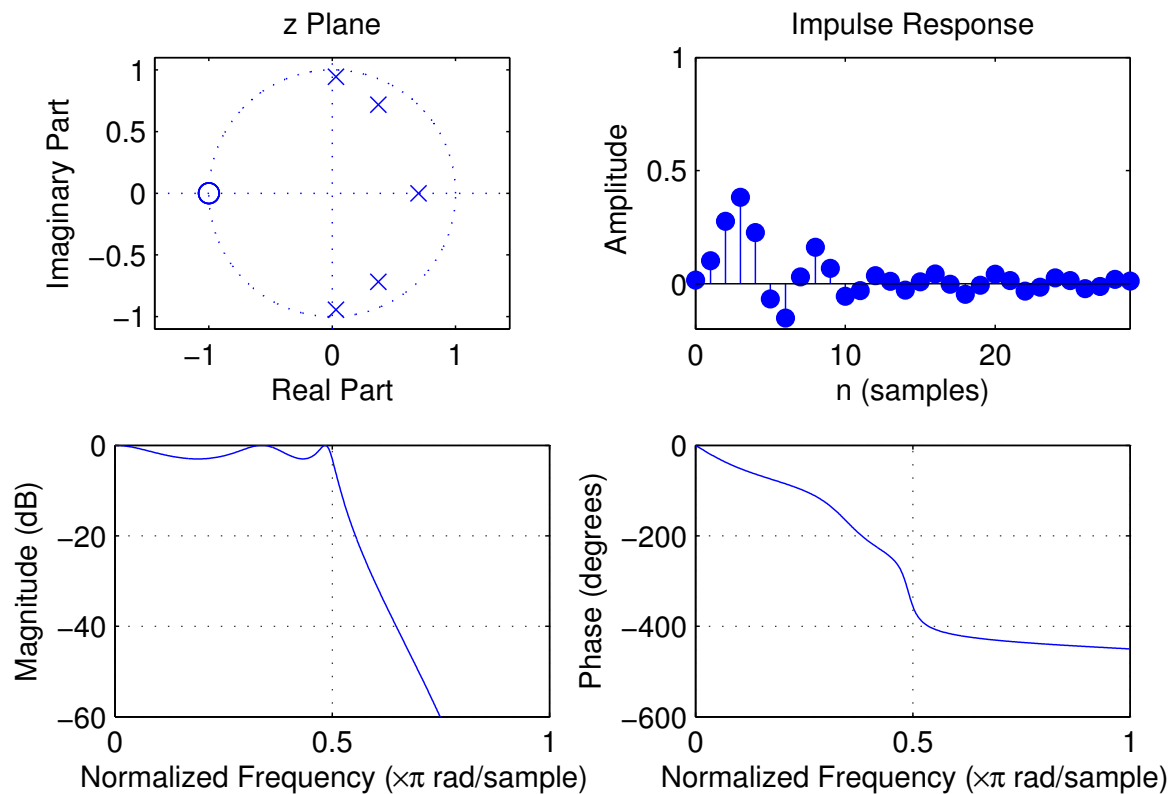 z Plane
Imaginary Part
1
0.5
0
−0.5
−1
−1 0 1
Real Part
Impulse Response
Amplitude
1
0.5
0
0 10 20
n (samples)
Magnitude (dB)
0
−20
−40
−60
0 0.5 1
Normalized Frequency (×π rad/sample)
Phase (degrees)
0
−200
−400
−600
0 0.5 1
Normalized Frequency (×π rad/sample)